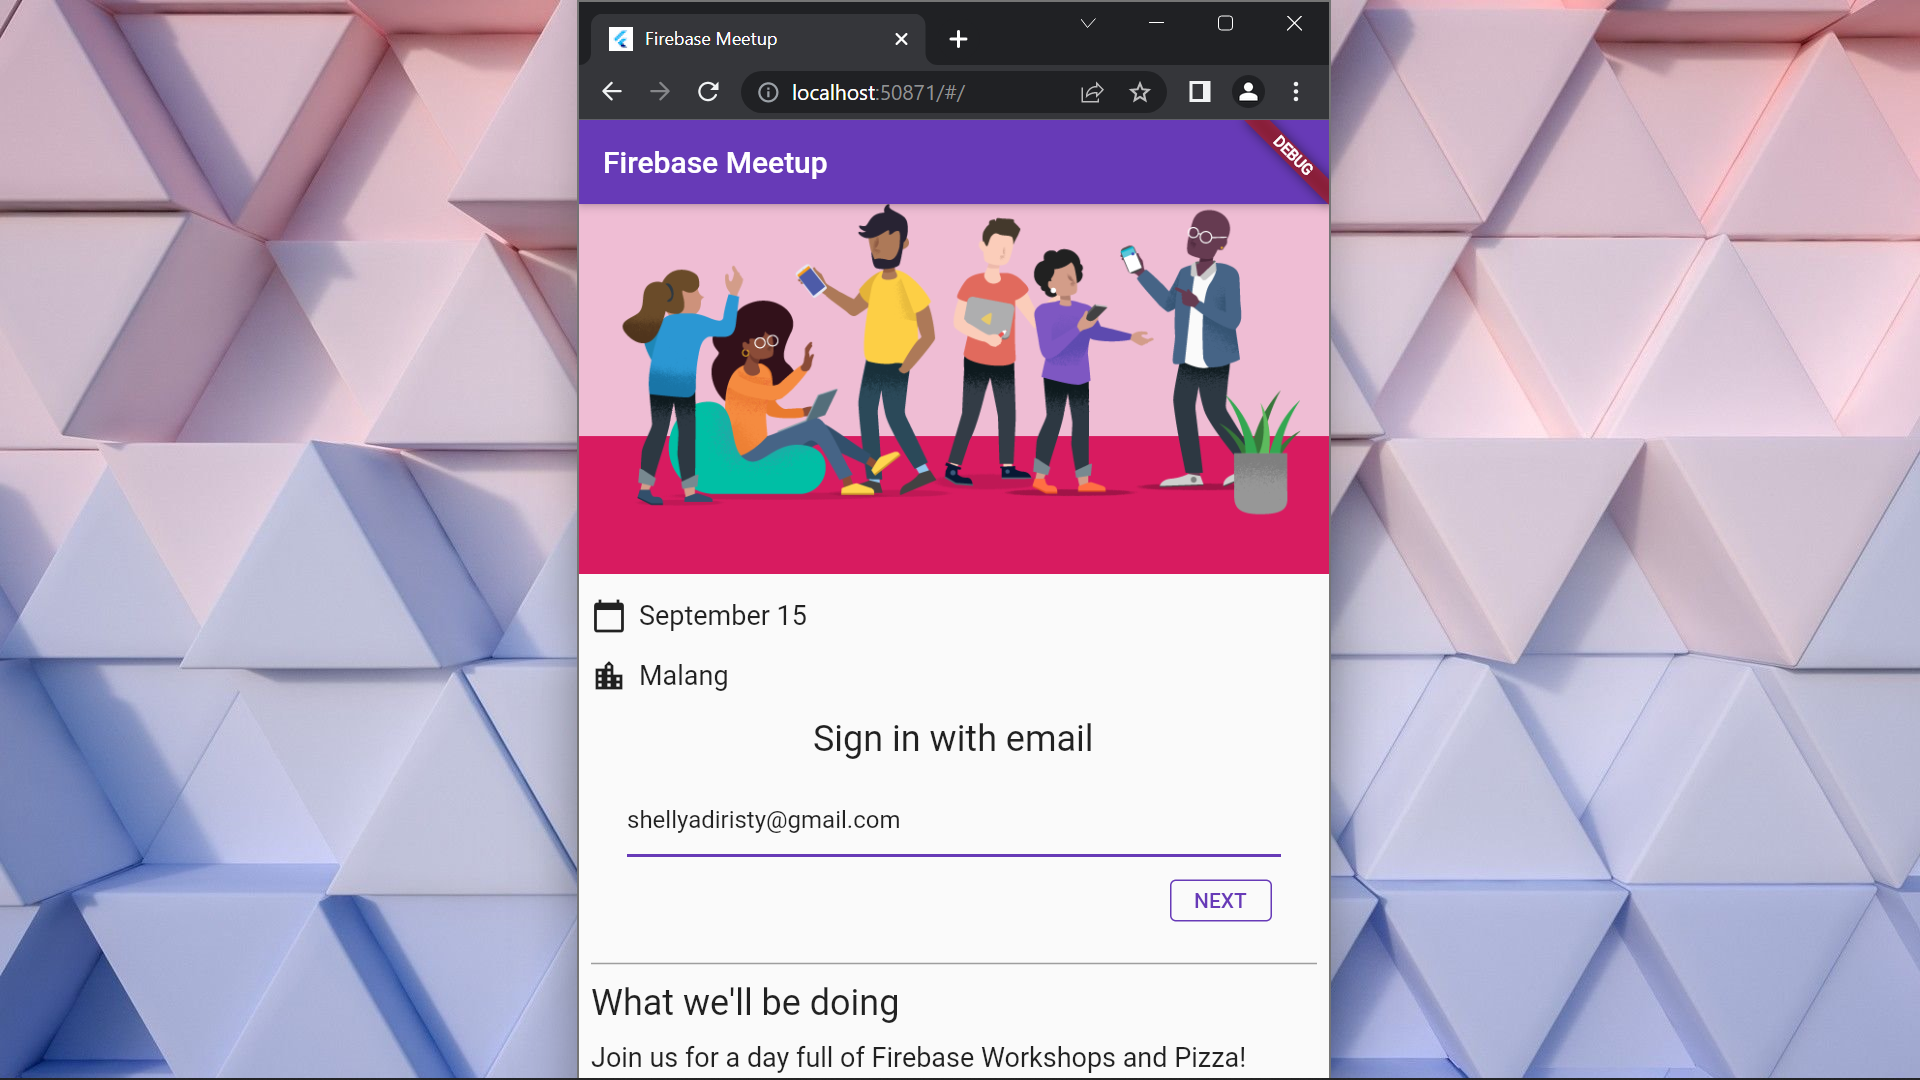 Firebase Meetup
localhost:50871/#/
Firebase Meetup
DEBUG
September 15
Malang
Sign in with email
shellyadiristy@gmail.com
NEXT
What we'll be doing
Join us for a day full of Firebase Workshops and Pizza!